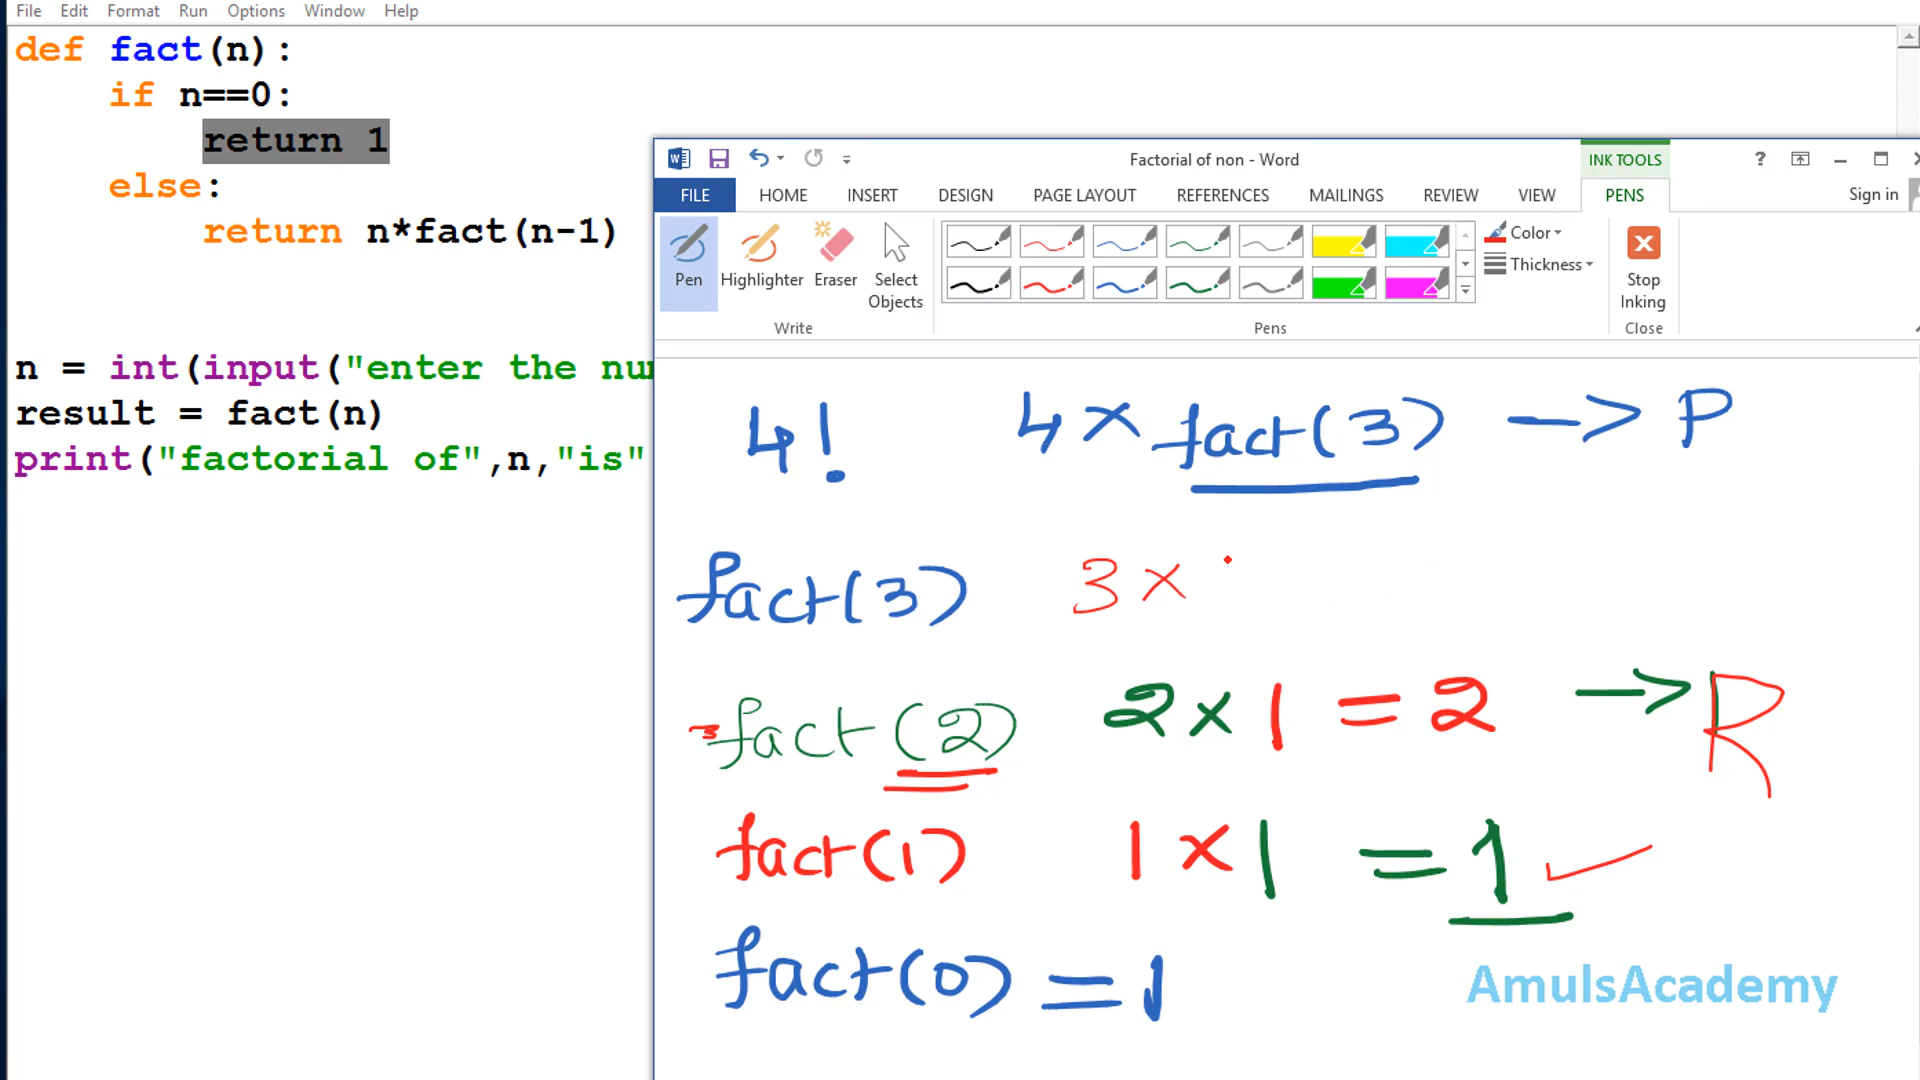 File Edit Format Run Options Window Help
def fact(n):
if n==0:
return 1
else:
return n*fact(n-1)
n = int(input("enter the
result = fact(n)
print("factorial of",n,"is"
Factorial of non - Word
INK TOOLS
?
FILE HOME INSERT DESIGN PAGE LAYOUT REFERENCES MAILINGS REVIEW VIEW PENS
Sign in
Pen Highlighter Eraser Select Objects
Color
Thickness
Stop Inking
Write Pens Close
4! 4 × fact(3) -> P
fact(3) 3 ×
fact(2) 2 × 1 = 2 -> R
fact(1) 1 × 1 = 1
fact(0) = 1
AmulsAcademy